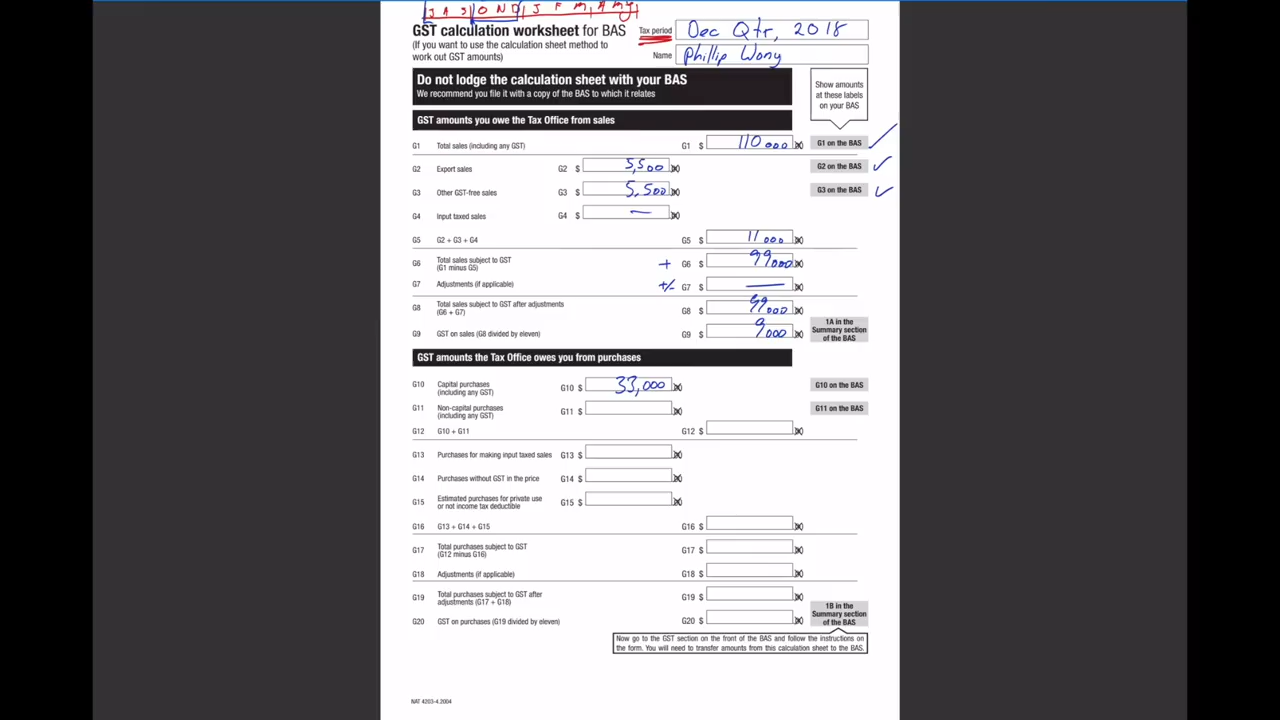 J A S O N D J F M A M J
GST calculation worksheet for BAS
(If you want to use the calculation sheet method to
work out GST amounts)
Tax period Dec Qtr, 2018
Name Phillip Wong
Do not lodge the calculation sheet with your BAS
We recommend you file it with a copy of the BAS to which it relates
Show amounts
at these labels
on your BAS
GST amounts you owe the Tax Office from sales
G1 Total sales (including any GST) G1 $ 110 000 G1 on the BAS
G2 Export sales G2 $ 5,500 G2 on the BAS
G3 Other GST-free sales G3 $ 5,500 G3 on the BAS
G4 Input taxed sales G4 $ —
G5 G2 + G3 + G4 G5 $ 11 000
G6 Total sales subject to GST
(G1 minus G5) + G6 $ 99 000
G7 Adjustments (if applicable) +/- G7 $ —
G8 Total sales subject to GST after adjustments
(G6 + G7) G8 $ 99 000
G9 GST on sales (G8 divided by eleven) G9 $ 9 000
1A in the
Summary section
of the BAS
GST amounts the Tax Office owes you from purchases
G10 Capital purchases
(including any GST) G10 $ 33,000 G10 on the BAS
G11 Non-capital purchases
(including any GST) G11 $ G11 on the BAS
G12 G10 + G11 G12 $
G13 Purchases for making input taxed sales G13 $
G14 Purchases without GST in the price G14 $
G15 Estimated purchases for private use
or not income tax deductible G15 $
G16 G13 + G14 + G15 G16 $
G17 Total purchases subject to GST
(G12 minus G16) G17 $
G18 Adjustments (if applicable) G18 $
G19 Total purchases subject to GST after
adjustments (G17 + G18) G19 $
G20 GST on purchases (G19 divided by eleven) G20 $
1B in the
Summary section
of the BAS
Now go to the GST section on the front of the BAS and follow the instructions on
the form. You will need to transfer amounts from this calculation sheet to the BAS.
NAT 4203-4.2004